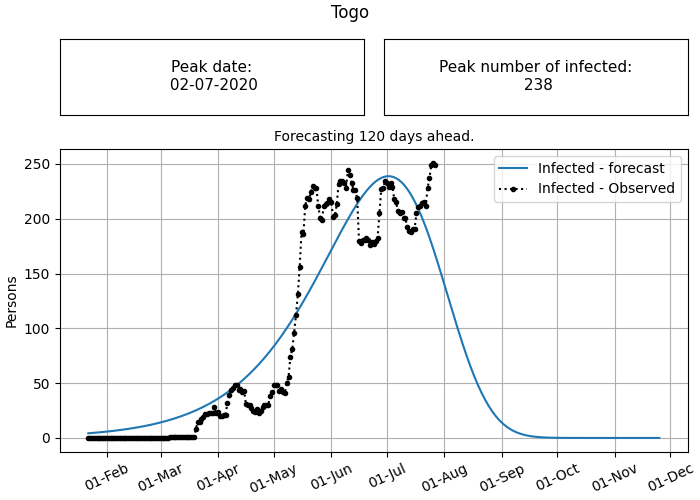 Togo
Peak date:
02-07-2020
Peak number of infected:
238
Forecasting 120 days ahead.
Infected - forecast
Infected - Observed
Persons
250
200
150
100
50
0
01-Feb
01-Mar
01-Apr
01-May
01-Jun
01-Jul
01-Aug
01-Sep
01-Oct
01-Nov
01-Dec